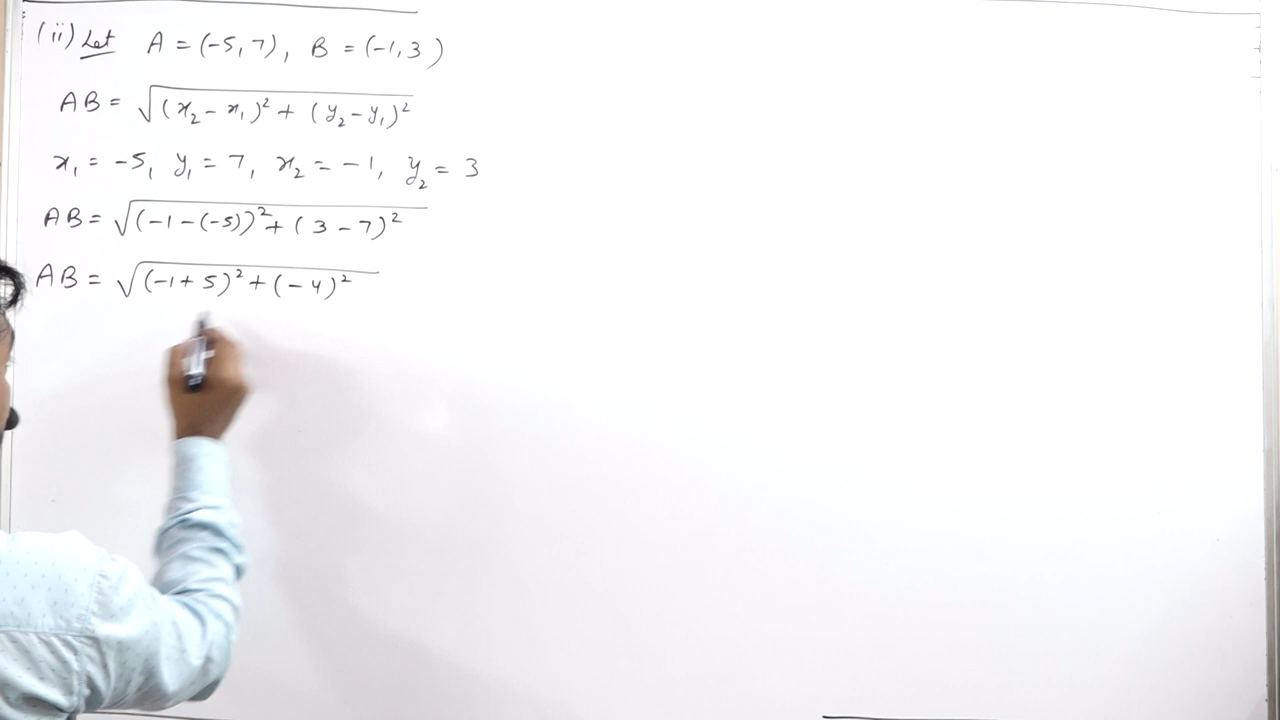 (ii) Let A = (-5, 7), B = (-1, 3)
AB = √((x₂ - x₁)² + (y₂ - y₁)²)
x₁ = -5, y₁ = 7, x₂ = -1, y₂ = 3
AB = √((-1 - (-5))² + (3 - 7)²)
AB = √((-1 + 5)² + (-4)²)